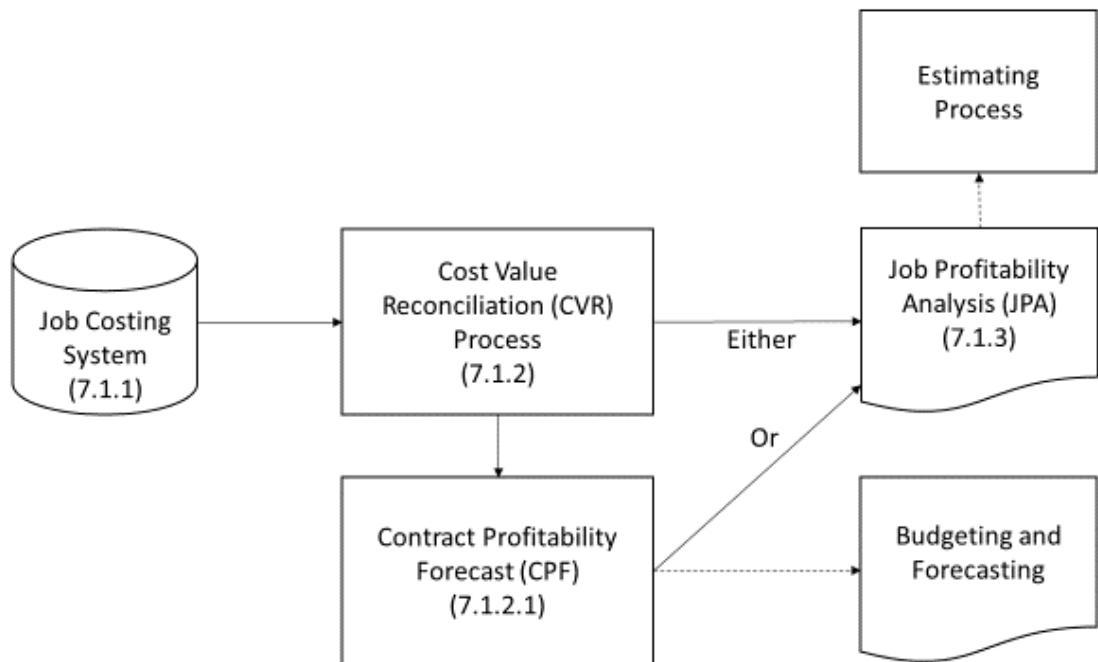 Estimating
Process
Job Costing
System
(7.1.1)
Cost Value
Reconciliation (CVR)
Process
(7.1.2)
Either
Job Profitability
Analysis (JPA)
(7.1.3)
Or
Contract Profitability
Forecast (CPF)
(7.1.2.1)
Budgeting and
Forecasting